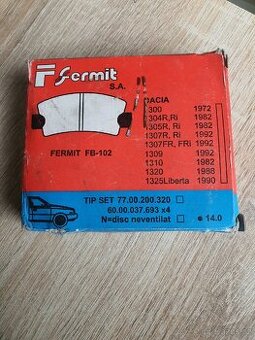 Fermit
S.A.
DACIA
1300 1972
1304R,Ri 1982
1305R, Ri 1982
1307R, Ri 1992
1307FR, FRi 1992
1309 1992
1310 1982
1320 1988
1325Liberta 1990
FERMIT FB-102
TIP SET 77.00.200.320
60.00.037.693 x4
N=disc neventilat
14.0